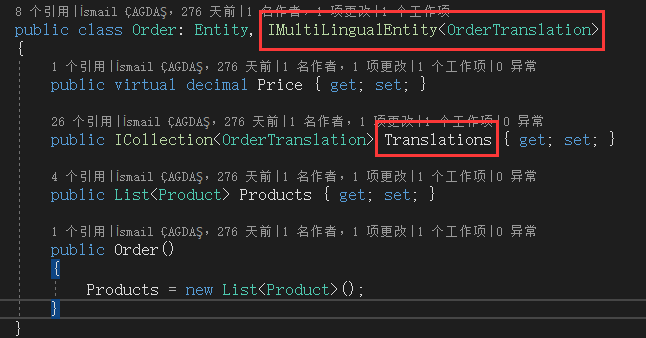 8 个引用|İsmail ÇAGDAŞ, 276 天前|1 名作者, 1 项更改|1 个工作项
public class Order: Entity, IMultiLingualEntity<OrderTranslation>
{
1 个引用|İsmail ÇAGDAŞ, 276 天前|1 名作者, 1 项更改|1 个工作项|0 异常
public virtual decimal Price { get; set; }
26 个引用|İsmail ÇAGDAŞ, 276 天前|1 名作者, 1 项更改|1 个工作项|0 异常
public ICollection<OrderTranslation> Translations { get; set; }
4 个引用|İsmail ÇAGDAŞ, 276 天前|1 名作者, 1 项更改|1 个工作项|0 异常
public List<Product> Products { get; set; }
1 个引用|İsmail ÇAGDAŞ, 276 天前|1 名作者, 1 项更改|1 个工作项|0 异常
public Order()
{
Products = new List<Product>();
}
}